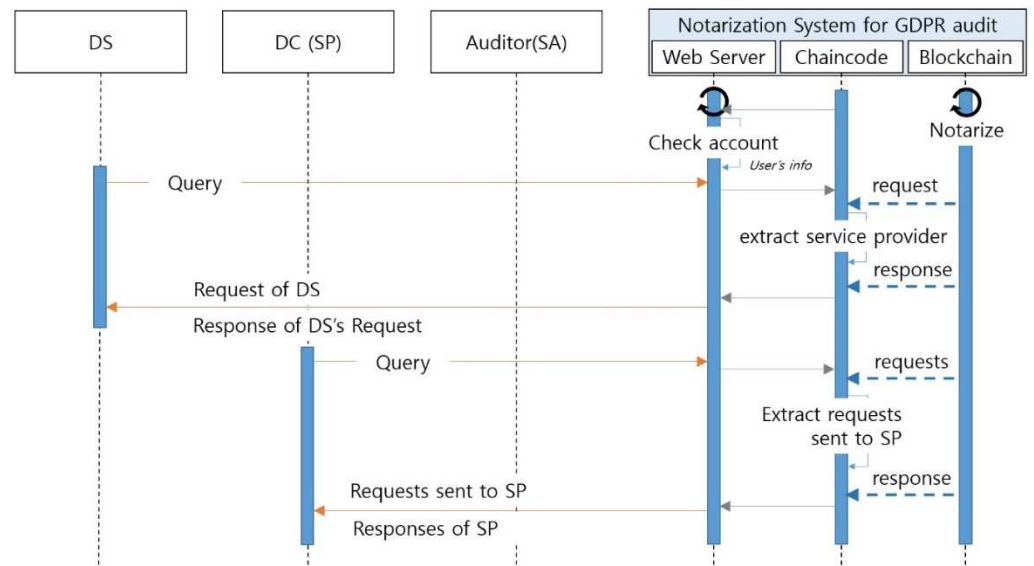 Notarization System for GDPR audit
DS
DC (SP)
Auditor(SA)
Web Server
Chaincode
Blockchain
Notarize
Check account
User's info
Query
request
extract service provider
response
Request of DS
Response of DS's Request
Query
requests
Extract requests
sent to SP
response
Requests sent to SP
Responses of SP